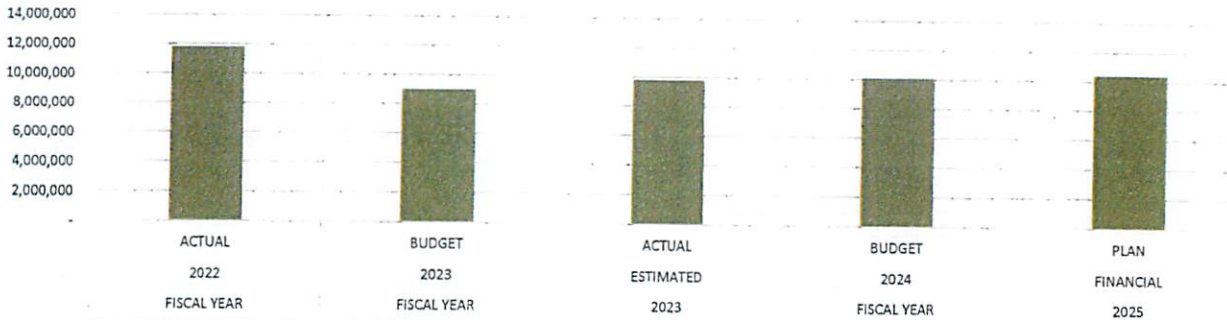 14,000,000
12,000,000
10,000,000
8,000,000
6,000,000
4,000,000
2,000,000
-
ACTUAL
2022
FISCAL YEAR
BUDGET
2023
FISCAL YEAR
ACTUAL
ESTIMATED
2023
BUDGET
2024
FISCAL YEAR
PLAN
FINANCIAL
2025